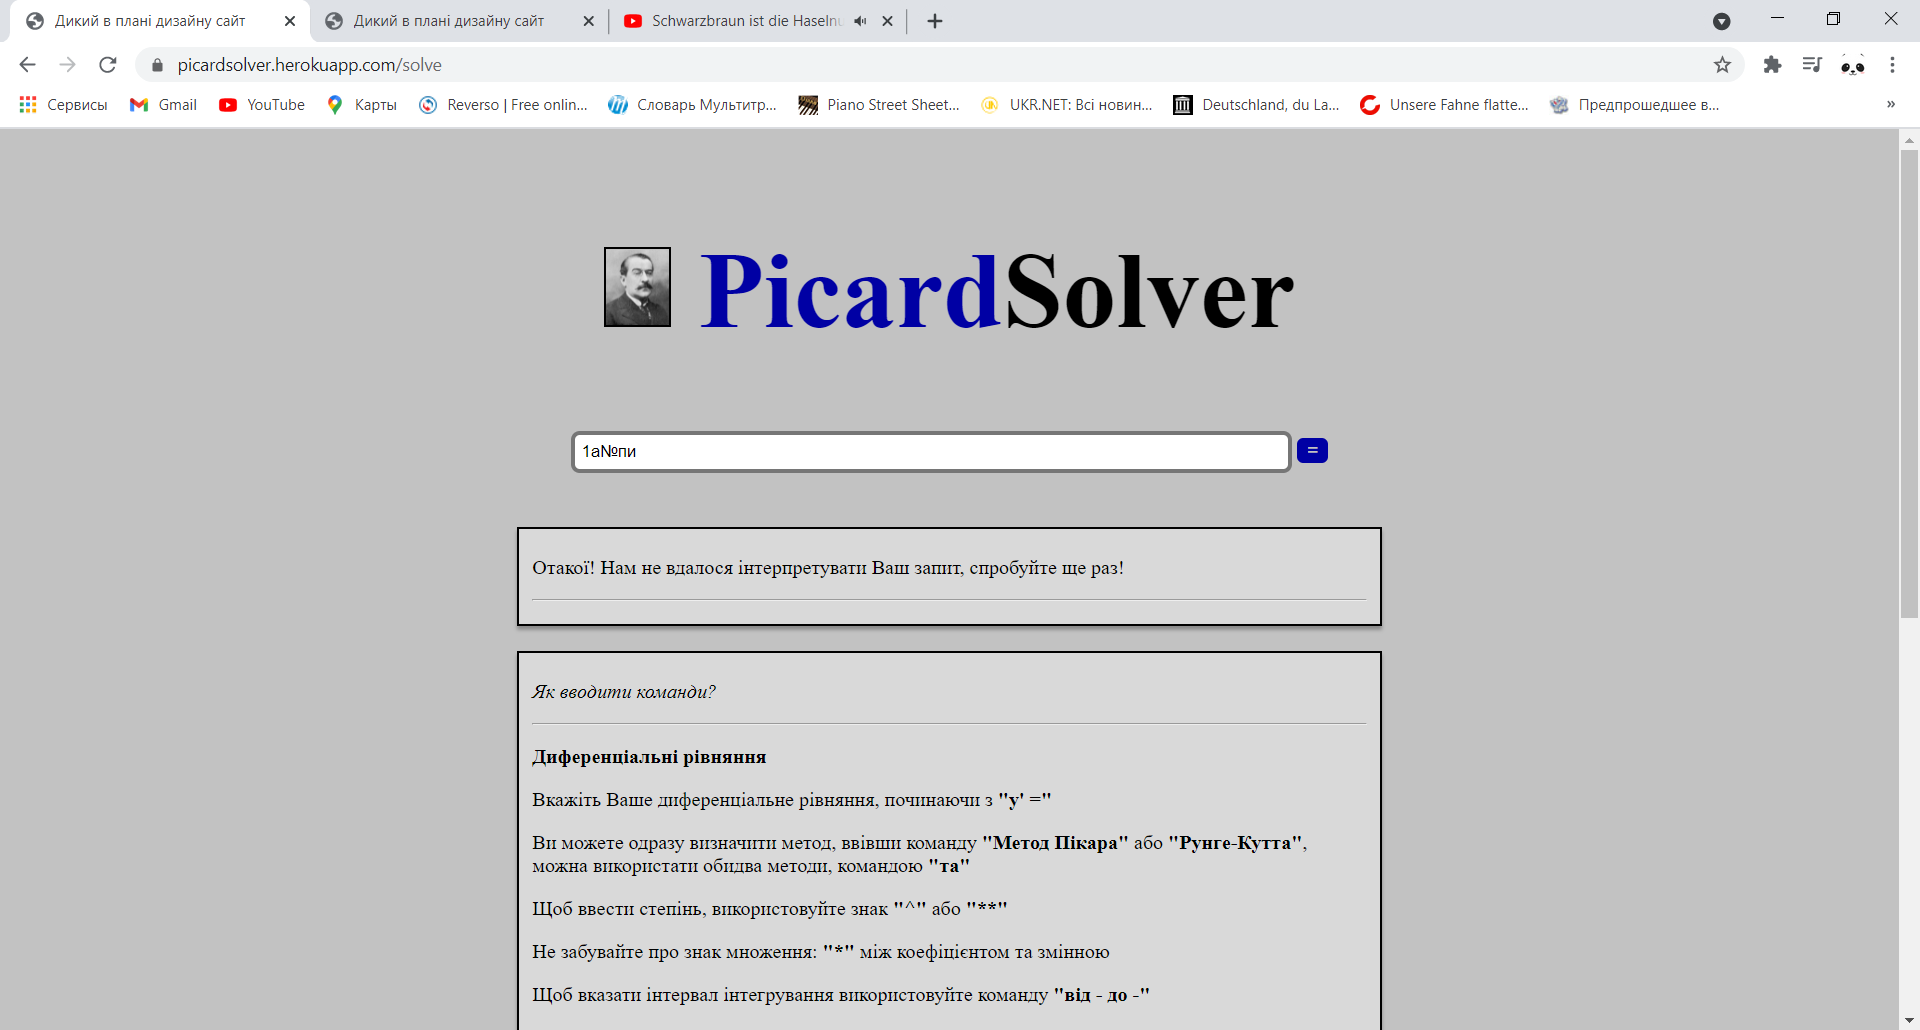 Дикий в плані дизайну сайт
Дикий в плані дизайну сайт
Schwarzbraun ist die Haselnu
picardsolver.herokuapp.com/solve
Сервисы
Gmail
YouTube
Карты
Reverso | Free onlin...
Словарь Мультитр...
Piano Street Sheet...
UKR.NET: Всі новин...
Deutschland, du La...
Unsere Fahne flatte...
Предпрошедшее в...
»
PicardSolver
1а№пи
=
Отакої! Нам не вдалося інтерпретувати Ваш запит, спробуйте ще раз!
Як вводити команди?
Диференціальні рівняння
Вкажіть Ваше диференціальне рівняння, починаючи з "y' ="
Ви можете одразу визначити метод, ввівши команду "Метод Пікара" або "Рунге-Кутта",
можна використати обидва методи, командою "та"
Щоб ввести степінь, використовуйте знак "^" або "**"
Не забувайте про знак множення: "*" між коефіцієнтом та змінною
Щоб вказати інтервал інтегрування використовуйте команду "від - до -"